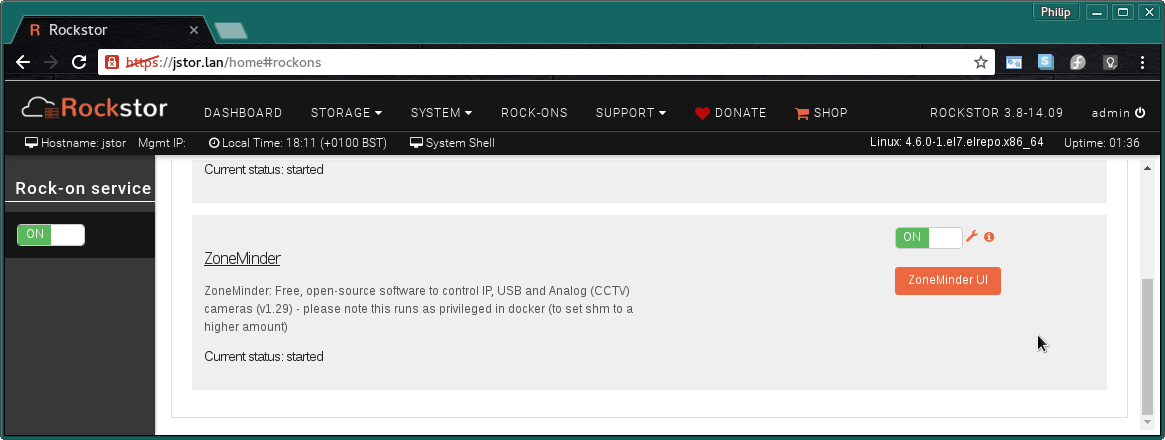 Philip
R Rockstor
https://jstor.lan/home#rockons
Rockstor DASHBOARD STORAGE SYSTEM ROCK-ONS SUPPORT DONATE SHOP ROCKSTOR 3.8-14.09 admin
Hostname: jstor Mgmt IP: Local Time: 18:11 (+0100 BST) System Shell Linux: 4.6.0-1.el7.elrepo.x86_64 Uptime: 01:36
Current status: started
Rock-on service
ON
ON
ZoneMinder
ZoneMinder UI
ZoneMinder: Free, open-source software to control IP, USB and Analog (CCTV)
cameras (v1.29) - please note this runs as privileged in docker (to set shm to a
higher amount)
Current status: started